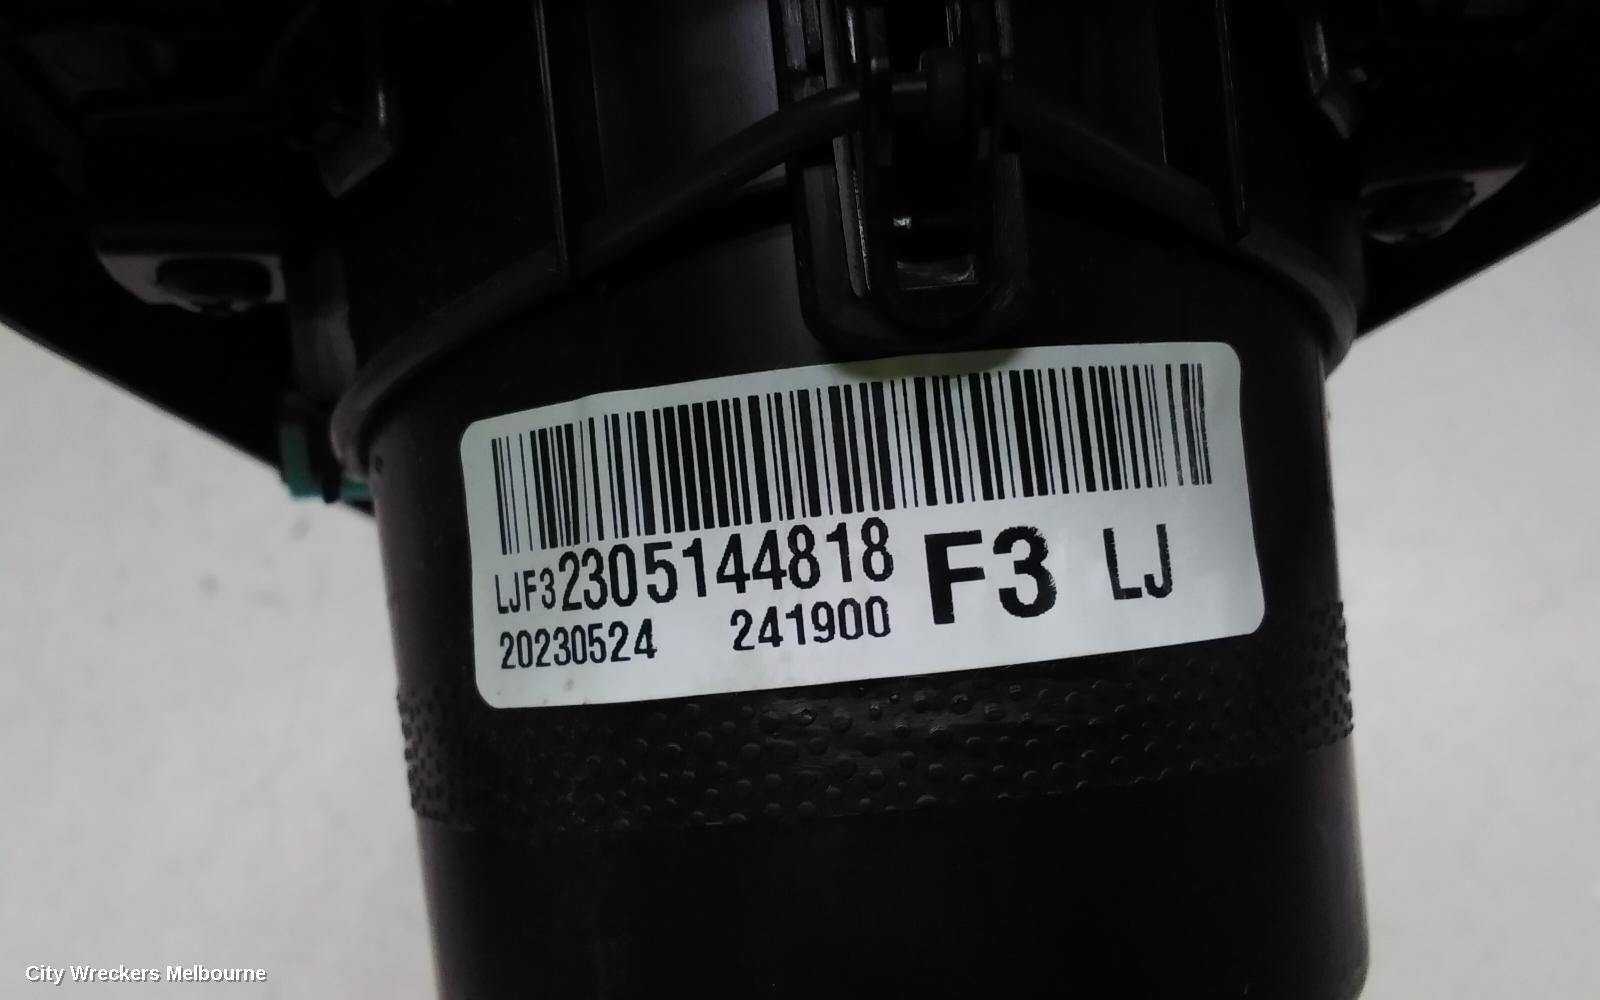 LJF32305144818 F3 LJ
20230524 241900
City Wreckers Melbourne